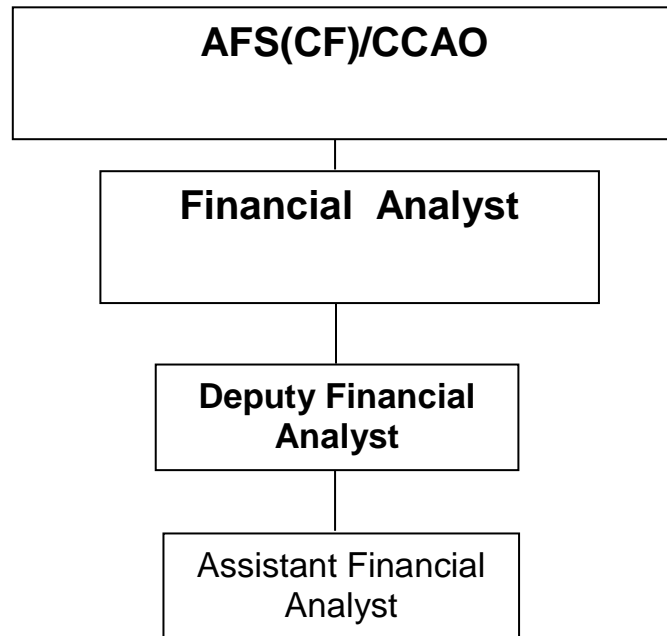 AFS(CF)/CCAO
Financial Analyst
Deputy Financial
Analyst
Assistant Financial
Analyst